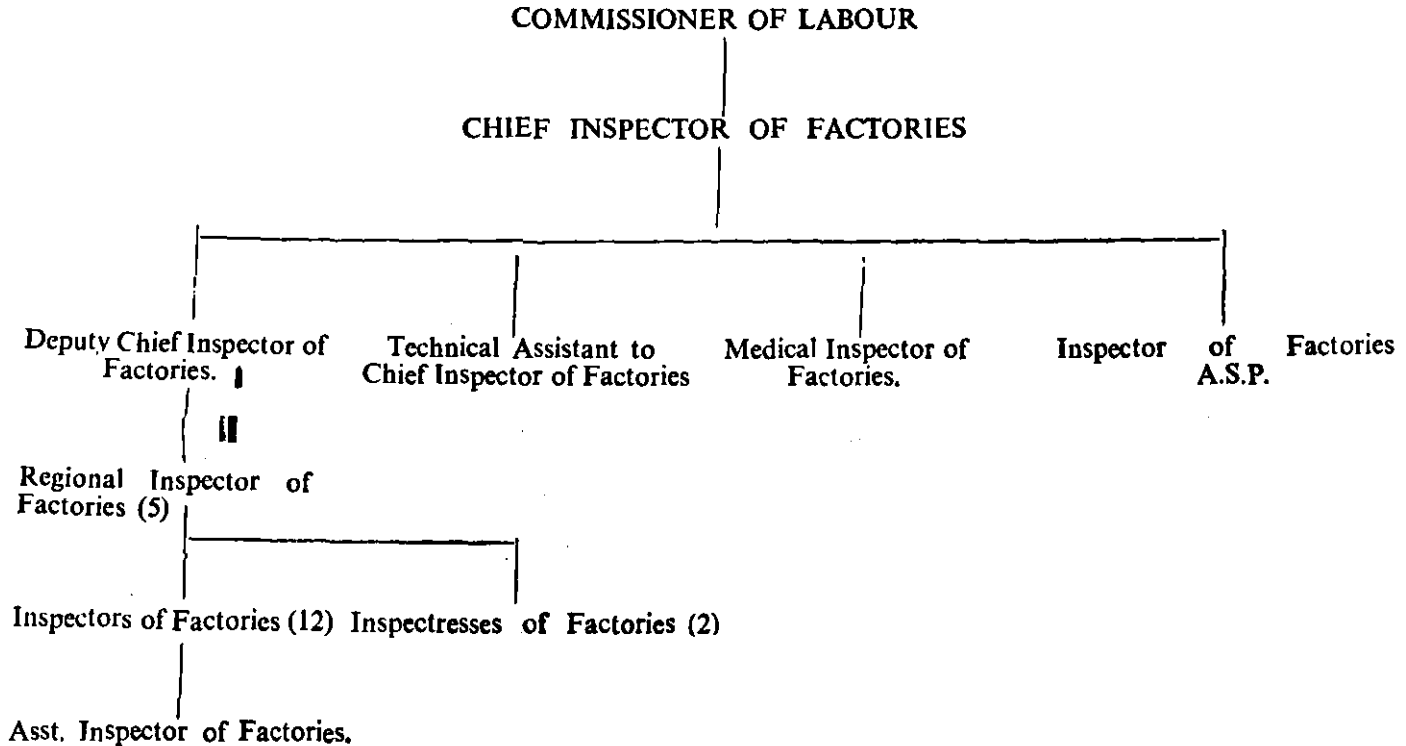 COMMISSIONER OF LABOUR
CHIEF INSPECTOR OF FACTORIES
Deputy Chief Inspector of
Factories.
Technical Assistant to
Chief Inspector of Factories
Medical Inspector of
Factories.
Inspector of Factories
A.S.P.
Regional Inspector of
Factories (5)
Inspectors of Factories (12) Inspectresses of Factories (2)
Asst. Inspector of Factories.